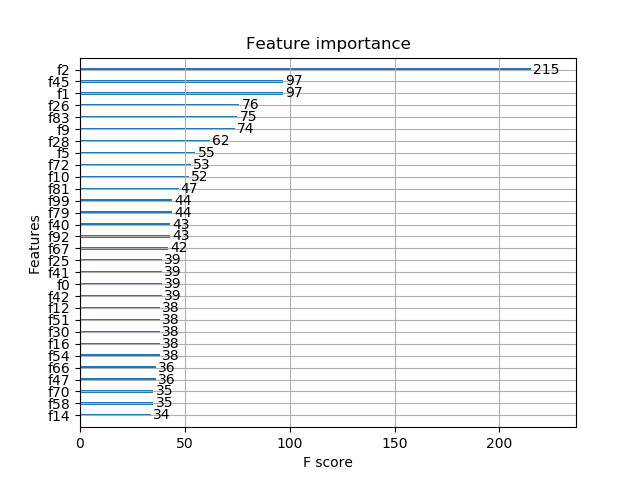 Feature importance
Features
f2 215
f45 97
f1 97
f26 76
f83 75
f9 74
f28 62
f5 55
f72 53
f10 52
f81 47
f99 44
f79 44
f40 43
f92 43
f67 42
f25 39
f41 39
f0 39
f42 39
f12 38
f51 38
f30 38
f16 38
f54 38
f66 36
f47 36
f70 35
f58 35
f14 34
0 50 100 150 200
F score